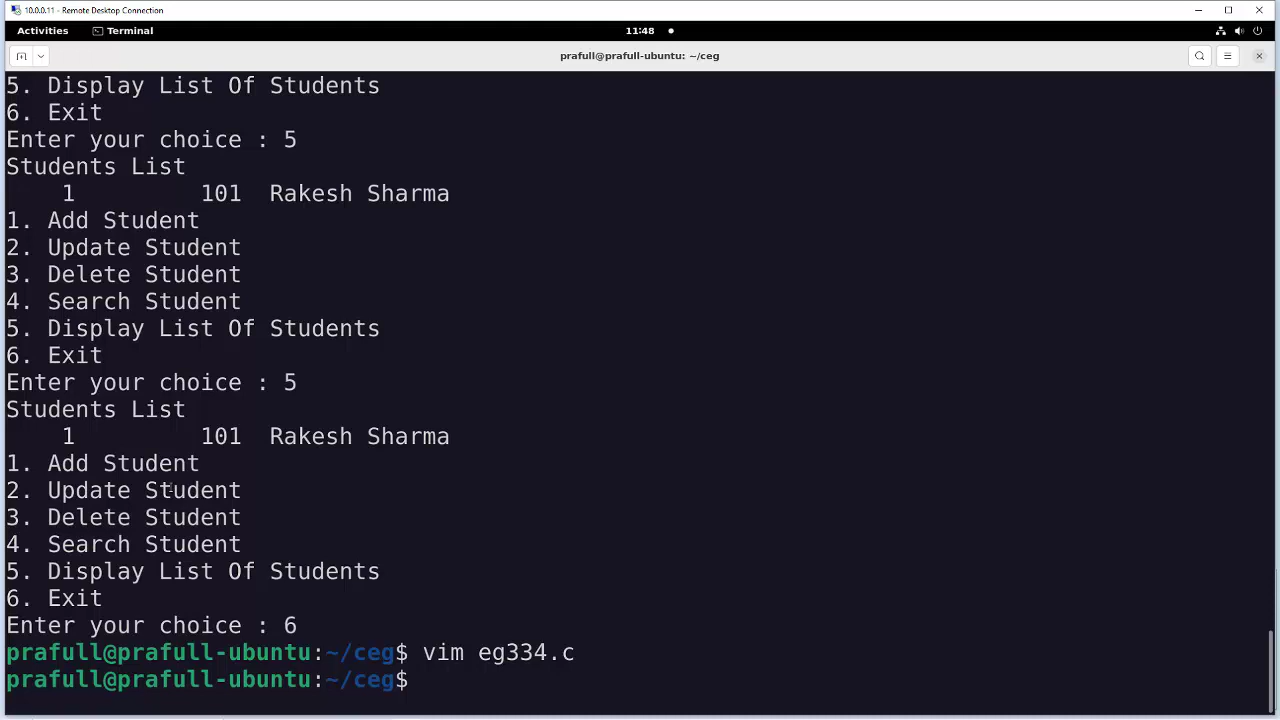 10.0.0.11 - Remote Desktop Connection
Activities
Terminal
11:48
prafull@prafull-ubuntu: ~/ceg
5. Display List Of Students
6. Exit
Enter your choice : 5
Students List
1 101 Rakesh Sharma
1. Add Student
2. Update Student
3. Delete Student
4. Search Student
5. Display List Of Students
6. Exit
Enter your choice : 5
Students List
1 101 Rakesh Sharma
1. Add Student
2. Update Student
3. Delete Student
4. Search Student
5. Display List Of Students
6. Exit
Enter your choice : 6
prafull@prafull-ubuntu:~/ceg$ vim eg334.c
prafull@prafull-ubuntu:~/ceg$